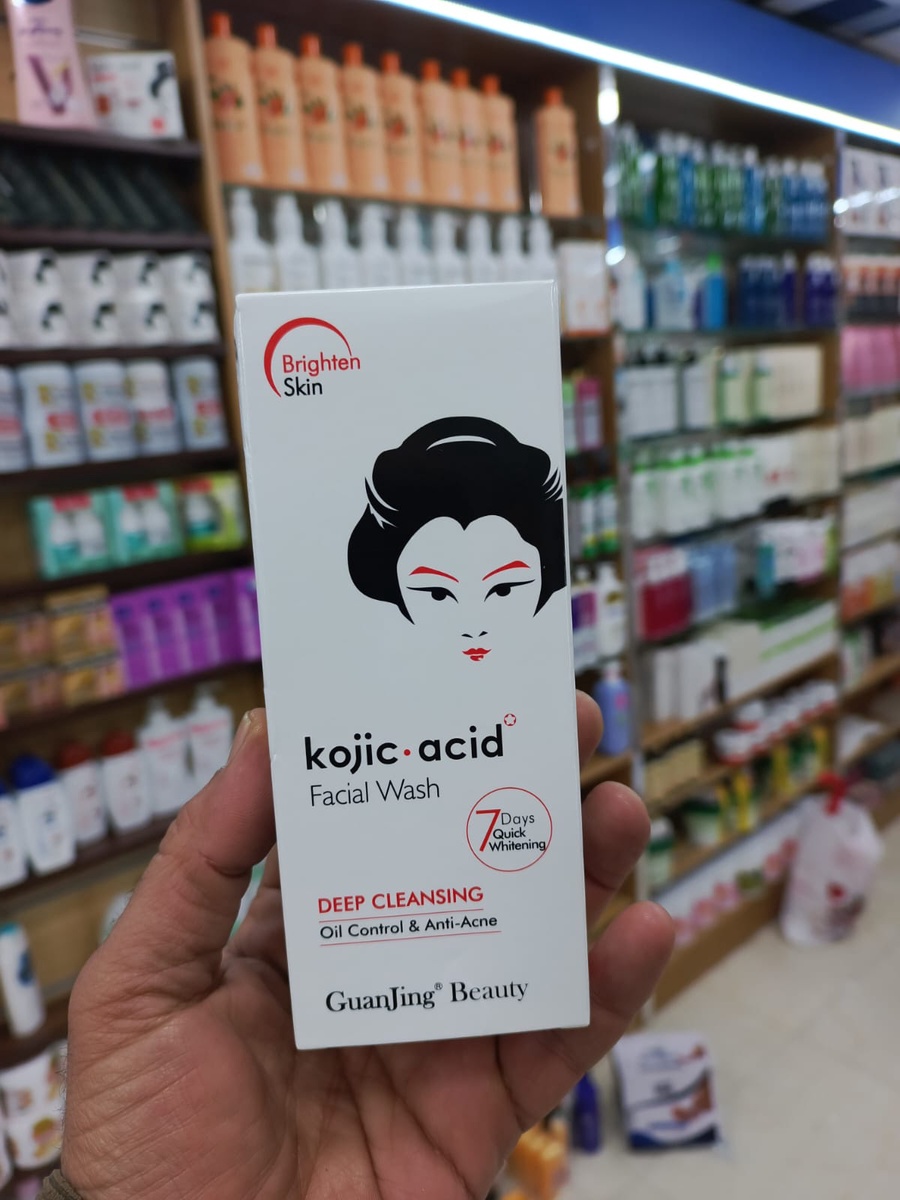 Brighten
Skin
kojic·acid
Facial Wash
7 Days
Quick
Whitening
DEEP CLEANSING
Oil Control & Anti-Acne
GuanJing® Beauty